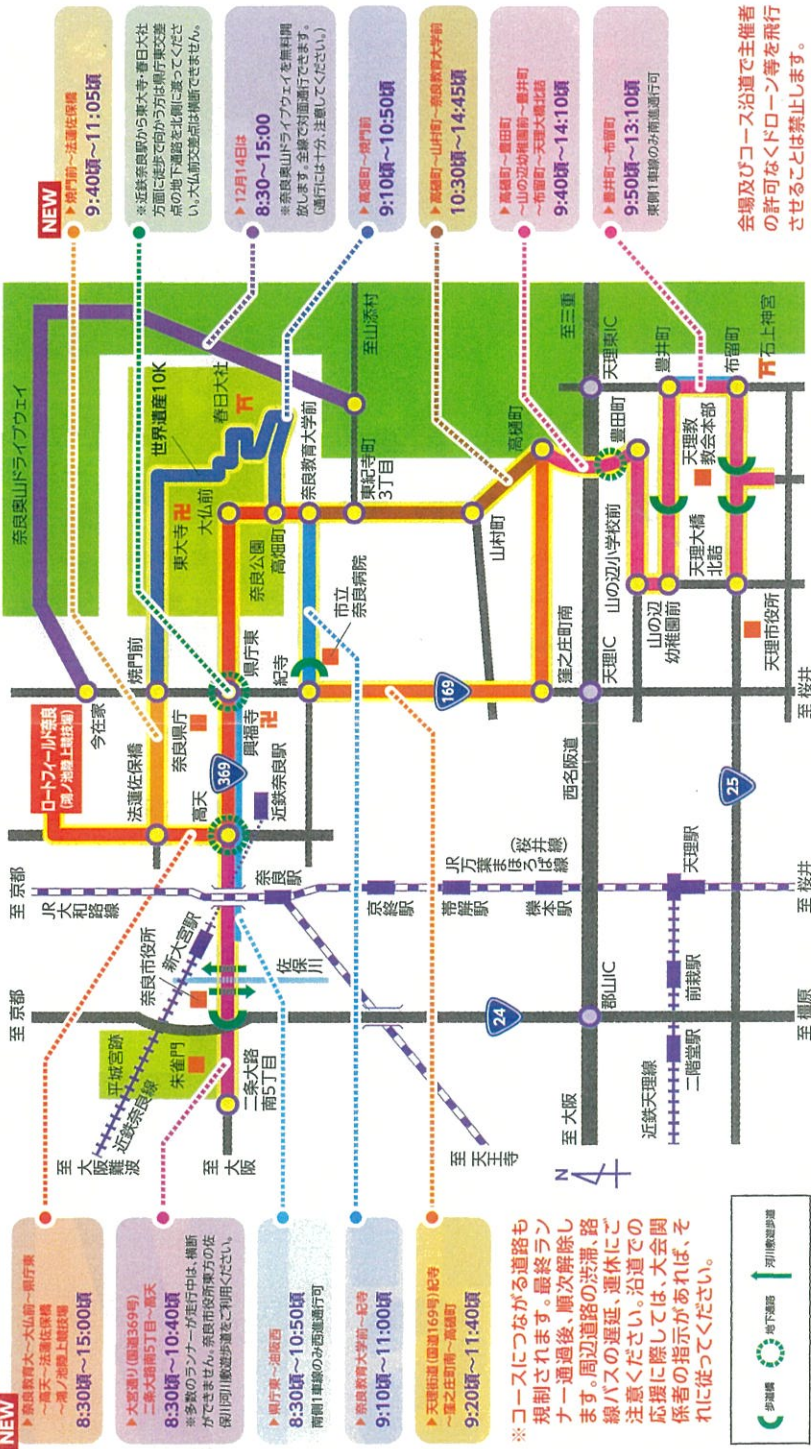 NEW
▶奈良教育大〜大仏前〜県庁東
〜高天〜法蓮佐保橋
〜鴻ノ池陸上競技場
8:30頃〜15:00頃
▶大宮通り(国道369号)
二条大路南5丁目〜高天
8:30頃〜10:40頃
※多数のランナーが走行中は、横断
ができません。奈良市役所東方の佐
保川河川敷遊歩道をご利用ください。
▶県庁東〜油阪西
8:30頃〜10:50頃
南側1車線のみ西進通行可
▶奈良教育大学前〜紀寺
9:10頃〜11:00頃
▶天理街道(国道169号)紀寺
〜窪之庄町南〜高樋町
9:20頃〜11:40頃
※コースにつながる道路も
規制されます。最終ラン
ナー通過後、順次解除し
ます。周辺道路の渋滞、路
線バスの遅延、運休にご
注意ください。沿道での
応援に際しては、大会関
係者の指示があれば、そ
れに従ってください。
歩道橋
地下通路
河川敷遊歩道
至京都
至京都
JR
大和路
線
ロートフィールド奈良
(鴻ノ池陸上競技場)
今在家
奈良奥山ドライブウェイ
法蓮佐保橋
焼門前
東大寺
世界遺産10K
春日大社
平城宮跡
朱雀門
近鉄奈良線
奈良市役所
新大宮駅
奈良県庁
高天
369
県庁東
大仏前
奈良公園
高畑町
至
大阪難波
至
大阪
二条大路
南5丁目
佐保川
奈良駅
近鉄奈良駅
興福寺
紀寺
市立
奈良病院
奈良教育大学前
東紀寺町
3丁目
至山添村
至
天王寺
N
24
京終駅
帯解駅
櫟本駅
JR
万葉まほろば線
(桜井線)
169
山村町
高樋町
窪之庄町南
至大阪
郡山IC
西名阪道
天理IC
至三重
天理東IC
山の辺小学校前
豊田町
豊井町
山の辺
幼稚園前
天理教
教会本部
天理大橋
北詰
布留町
石上神宮
近鉄天理線
二階堂駅
前栽駅
天理駅
天理市役所
25
至橿原
至桜井
至桜井
NEW
▶焼門前〜法蓮佐保橋
9:40頃〜11:05頃
※近鉄奈良駅から東大寺・春日大社
方面に徒歩で向かう方は県庁東交差
点の地下通路を北側に渡ってくださ
い。大仏前交差点は横断できません。
▶12月14日は
8:30〜15:00
※奈良奥山ドライブウェイを無料開
放します。全線で対面通行できます。
(通行には十分、注意してください。)
▶高畑町〜焼門前
9:10頃〜10:50頃
▶高樋町〜山村町〜奈良教育大学前
10:30頃〜14:45頃
▶高樋町〜豊田町
〜山の辺幼稚園前〜豊井町
〜布留町〜天理大橋北詰
9:40頃〜14:10頃
▶豊井町〜布留町
9:50頃〜13:10頃
東側1車線のみ南進通行可
会場及びコース沿道で主催者
の許可なくドローン等を飛行
させることは禁止します。